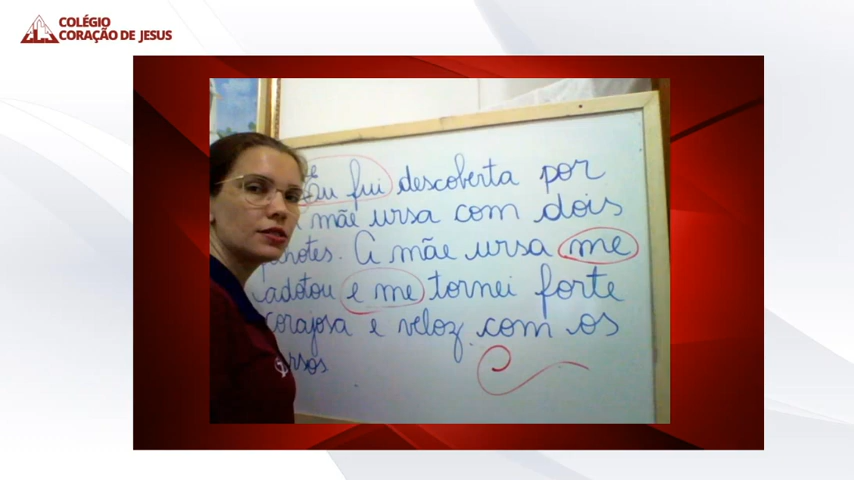 COLÉGIO
CORAÇÃO DE JESUS
Eu fui descoberta por
mãe ursa com dois
A mãe ursa me
adotou e me tornei forte
corajosa e veloz com os